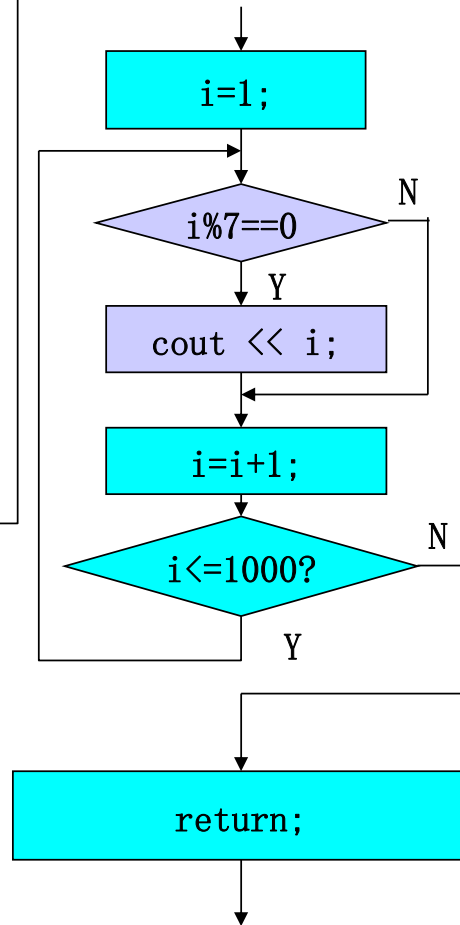 i=1;
N
i%7==0
Y
cout << i;
i=i+1;
N
i<=1000?
Y
return;